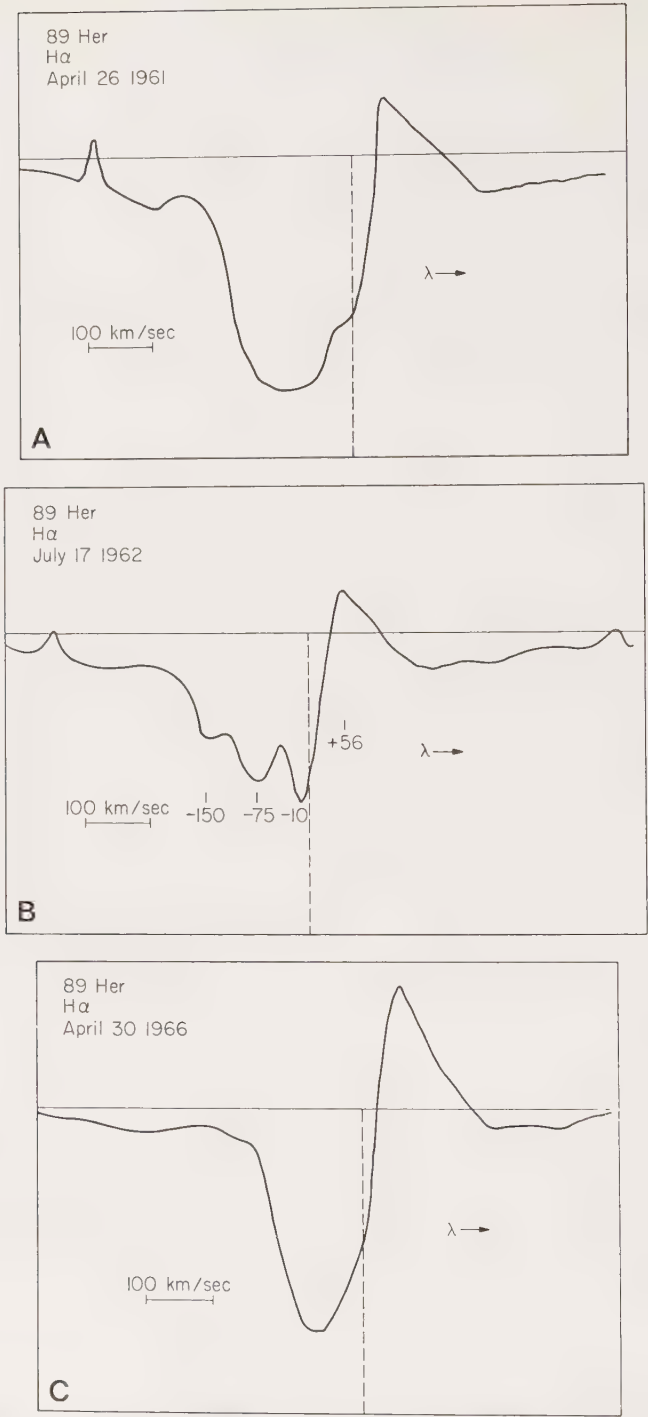 89 Her
Hα
April 26 1961
λ→
100 km/sec
A
89 Her
Hα
July 17 1962
+56
λ→
100 km/sec
-150 -75 -10
B
89 Her
Hα
April 30 1966
λ→
100 km/sec
C